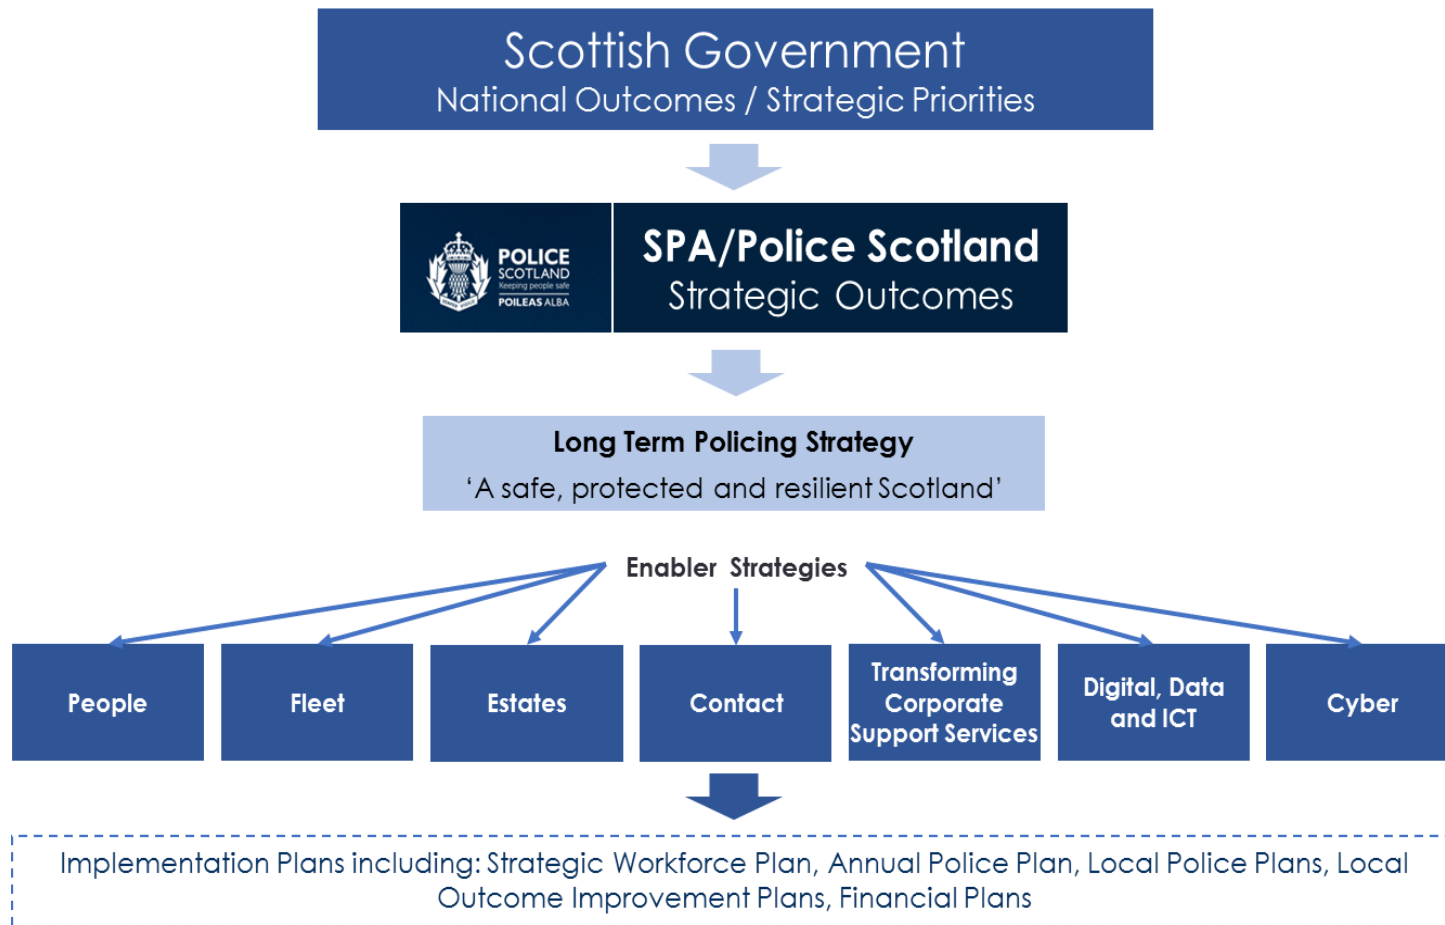 Scottish Government
National Outcomes / Strategic Priorities
POLICE
SCOTLAND
Keeping people safe
POILEAS ALBA
SPA/Police Scotland
Strategic Outcomes
Long Term Policing Strategy
‘A safe, protected and resilient Scotland’
Enabler Strategies
People
Fleet
Estates
Contact
Transforming
Corporate
Support Services
Digital, Data
and ICT
Cyber
Implementation Plans including: Strategic Workforce Plan, Annual Police Plan, Local Police Plans, Local
Outcome Improvement Plans, Financial Plans